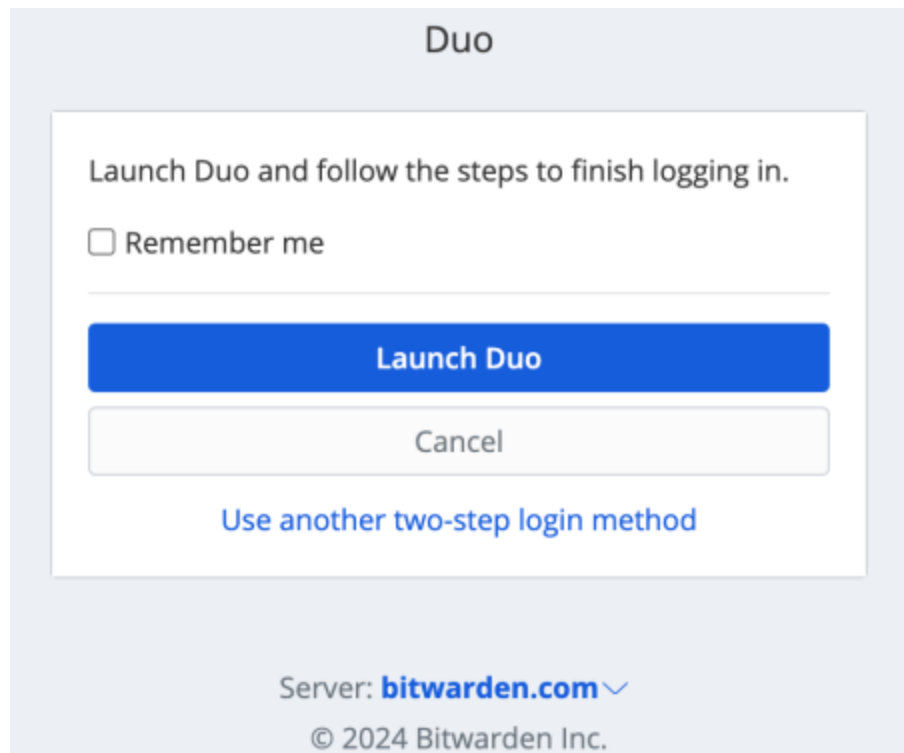 Duo
Launch Duo and follow the steps to finish logging in.
Remember me
Launch Duo
Cancel
Use another two-step login method
Server: bitwarden.com
© 2024 Bitwarden Inc.